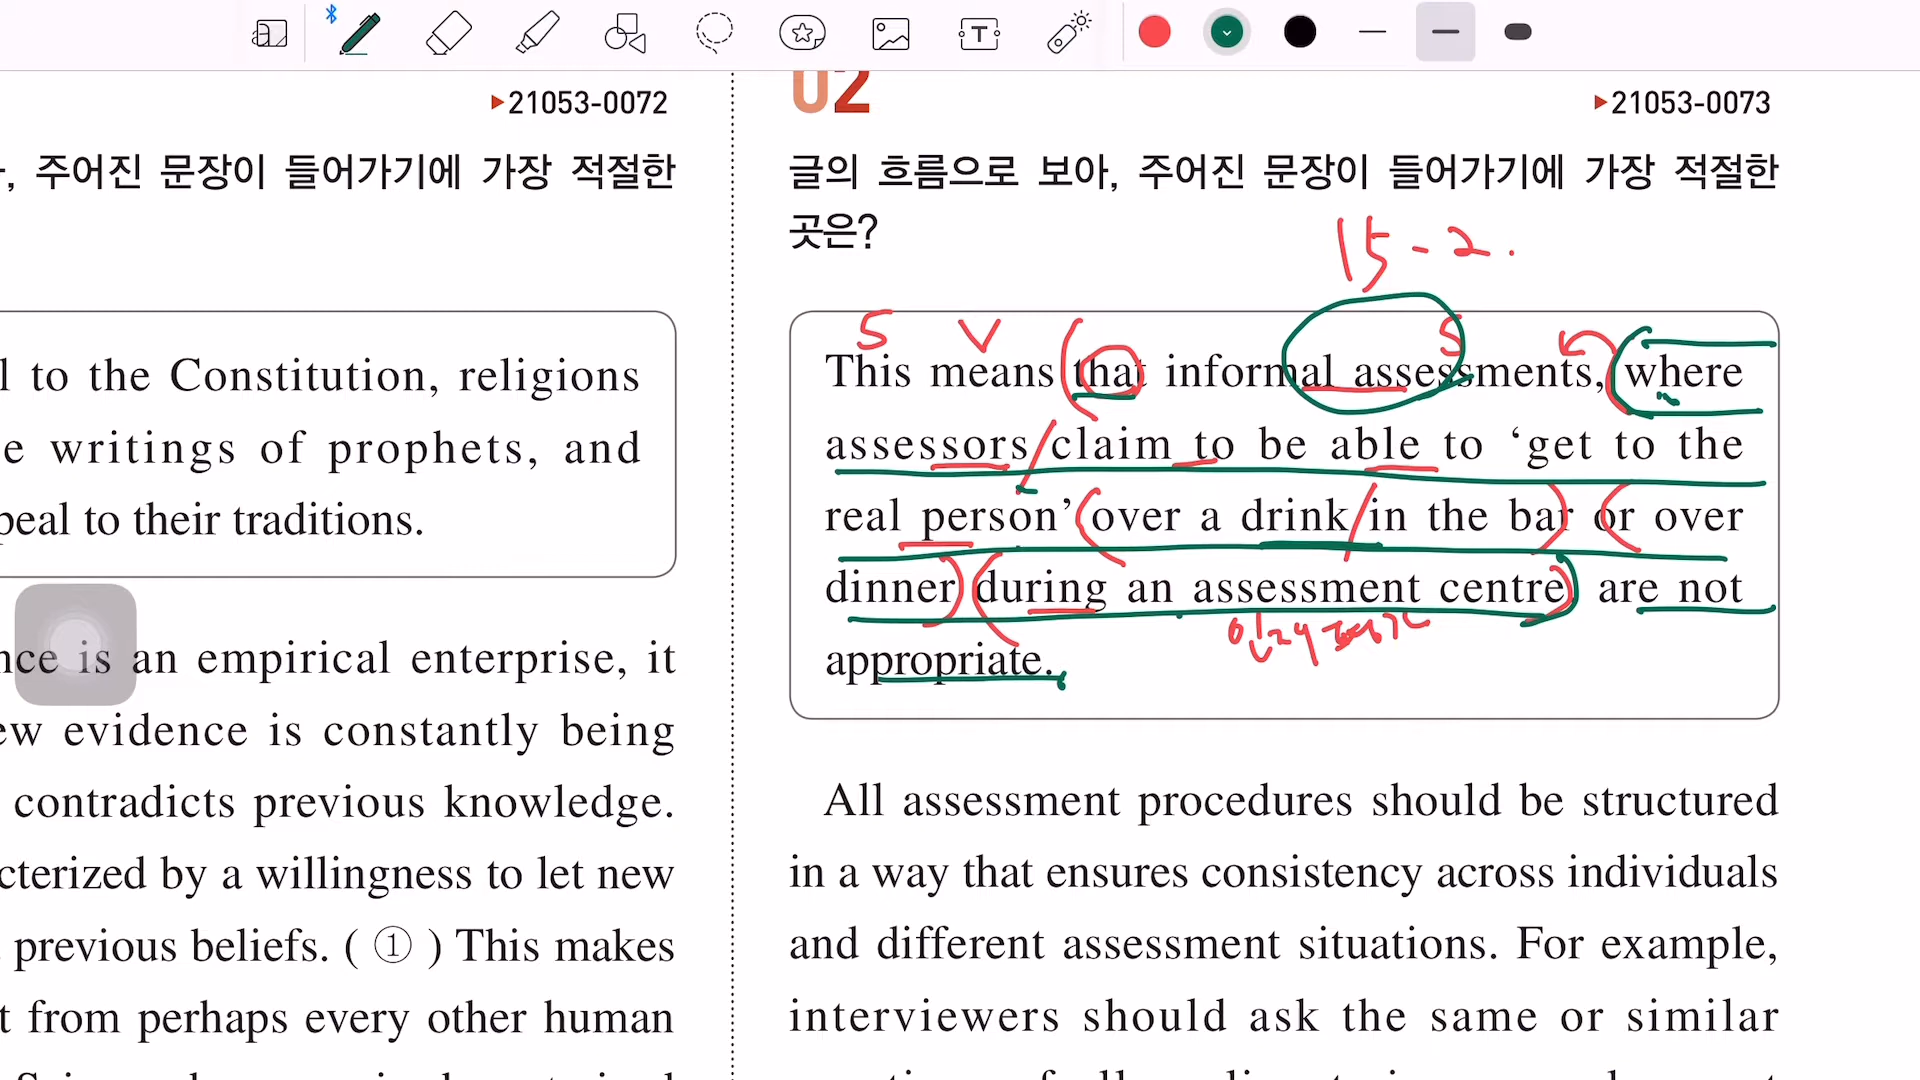 ▶21053-0072
, 주어진 문장이 들어가기에 가장 적절한
l to the Constitution, religions
e writings of prophets, and
peal to their traditions.
nce is an empirical enterprise, it
ew evidence is constantly being
contradicts previous knowledge.
cterized by a willingness to let new
previous beliefs. ( ① ) This makes
t from perhaps every other human
02
▶21053-0073
글의 흐름으로 보아, 주어진 문장이 들어가기에 가장 적절한
곳은?
15-2.
S V S
This means that informal assessments, where
assessors claim to be able to ‘get to the
real person’ over a drink in the bar or over
dinner during an assessment centre are not
appropriate.
All assessment procedures should be structured
in a way that ensures consistency across individuals
and different assessment situations. For example,
interviewers should ask the same or similar